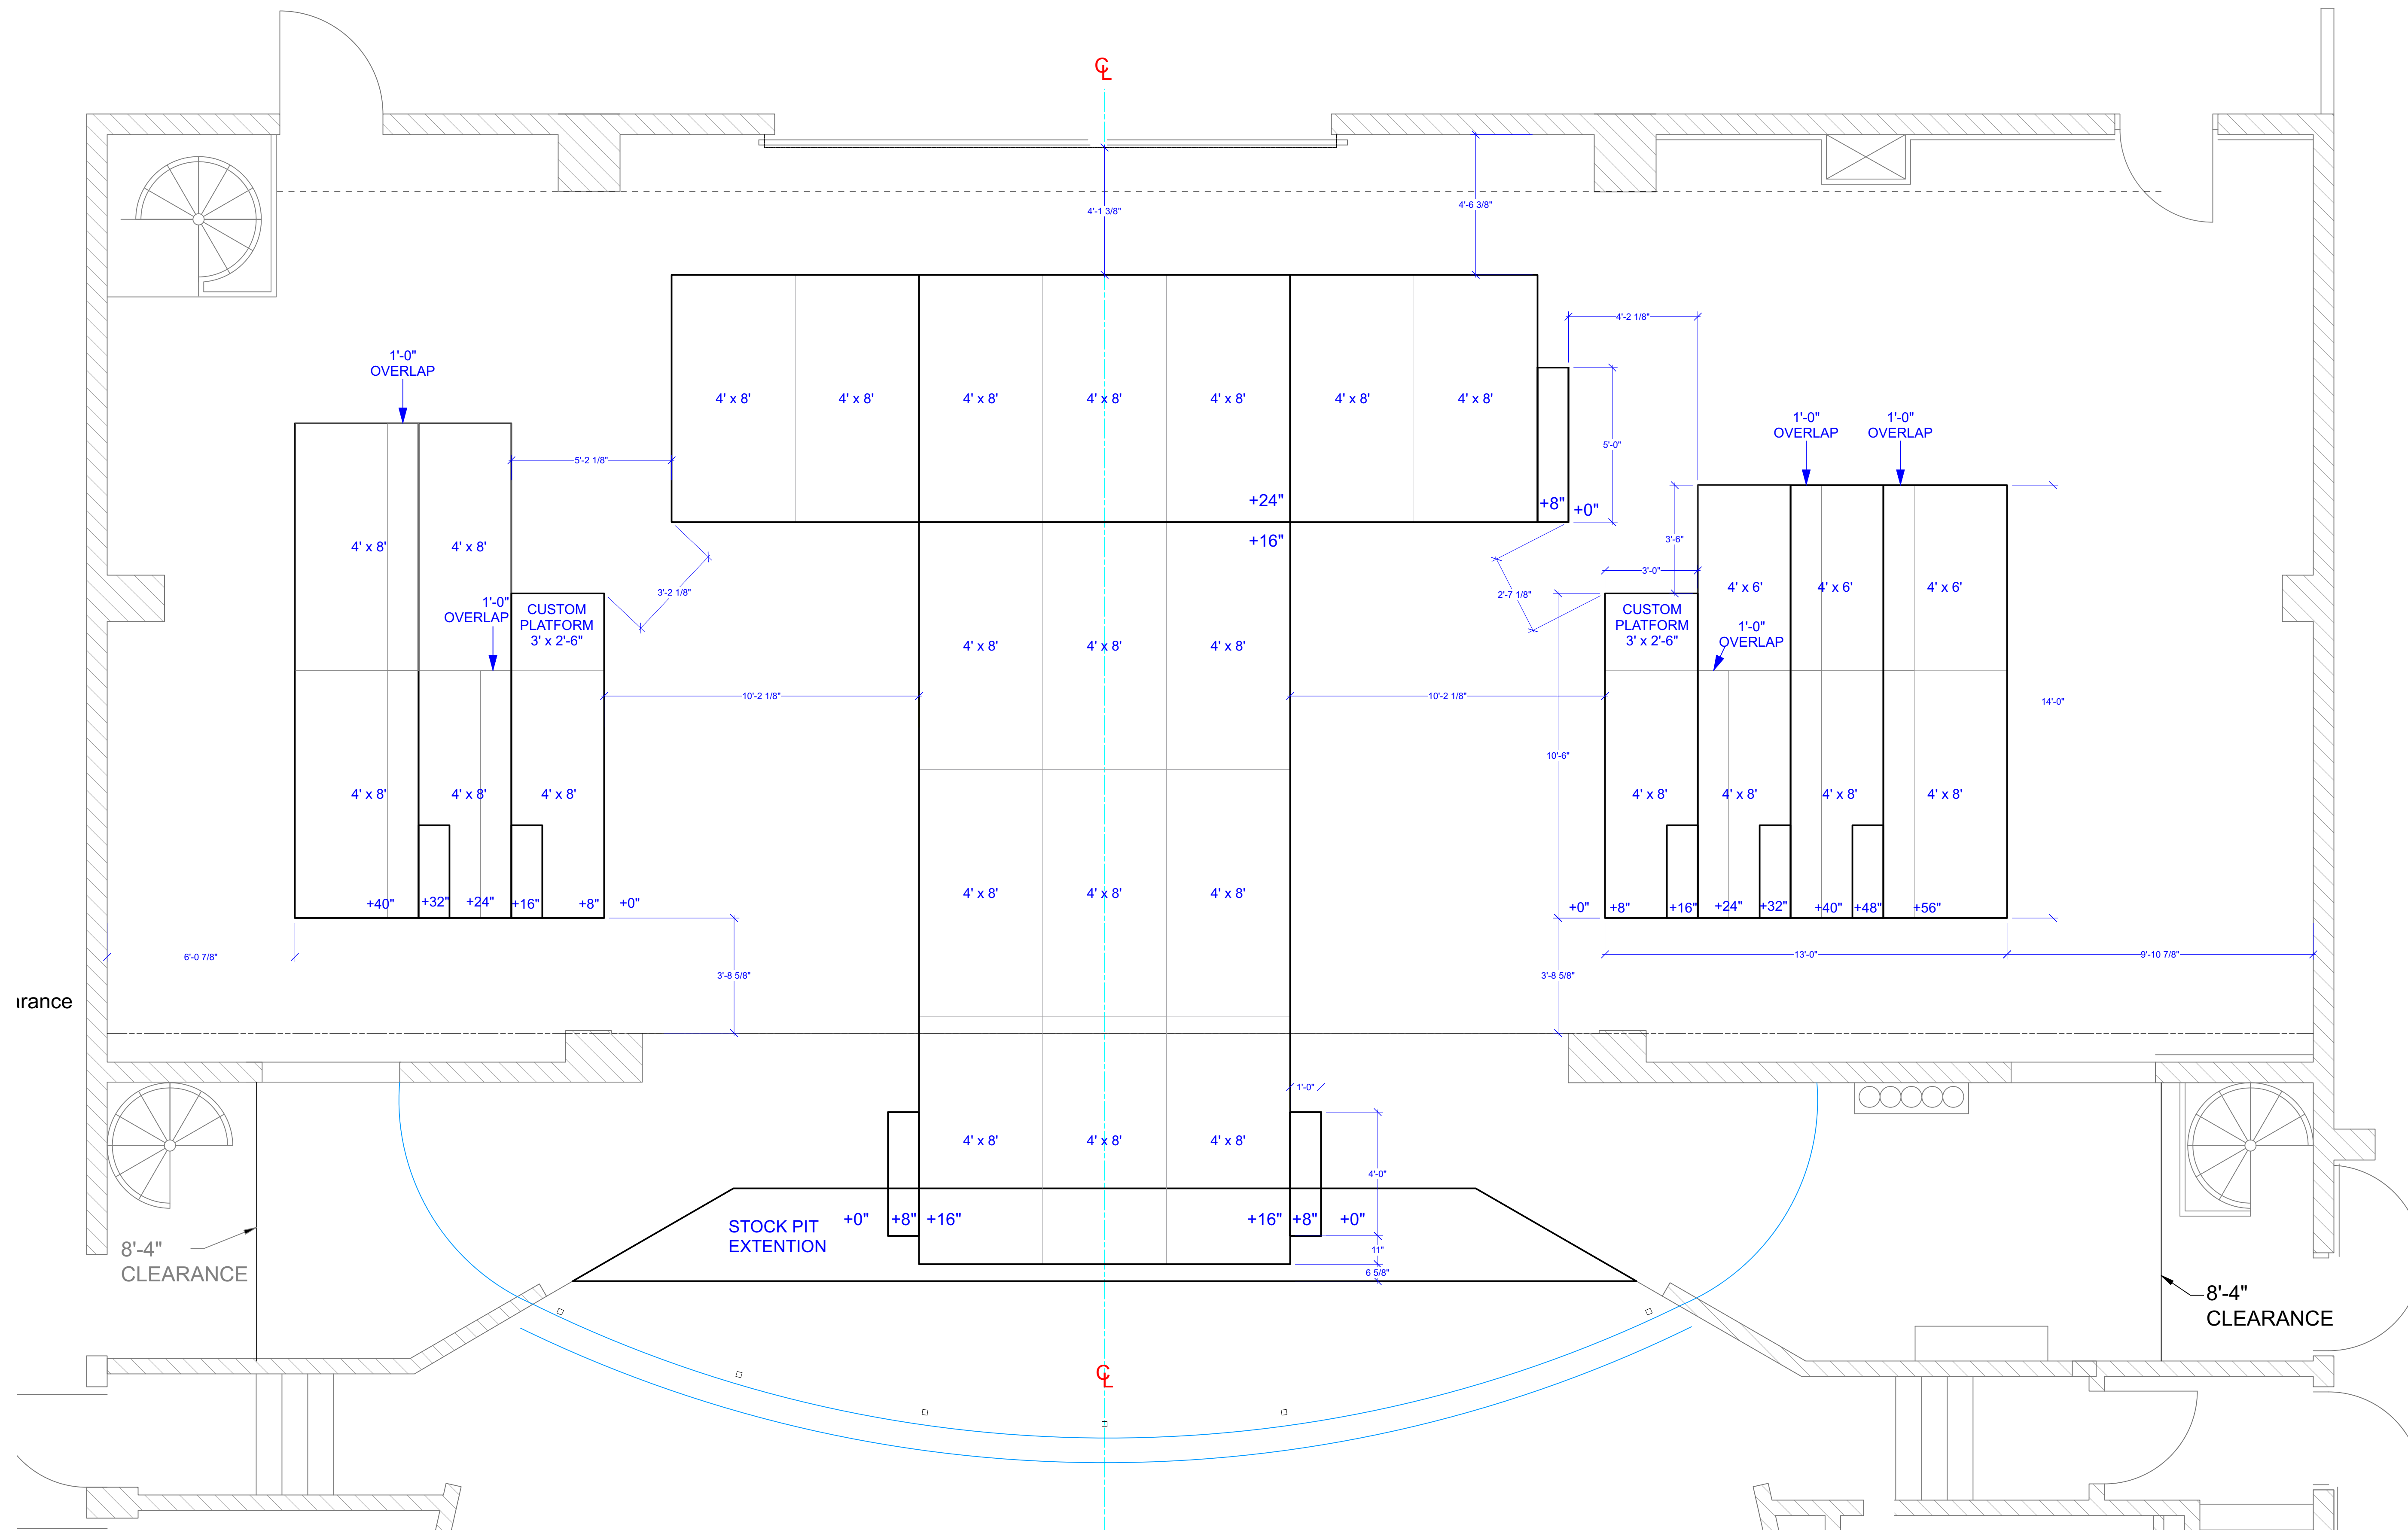 CL
4'-1 3/8"
4'-6 3/8"
4'-2 1/8"
1'-0"
OVERLAP
4' x 8'
4' x 8'
4' x 8'
4' x 8'
4' x 8'
4' x 8'
4' x 8'
1'-0"
OVERLAP
1'-0"
OVERLAP
5'-0"
5'-2 1/8"
+24"
+8"
+0"
+16"
3'-6"
4' x 8'
4' x 8'
3'-0"
4' x 6'
4' x 6'
4' x 6'
3'-2 1/8"
2'-7 1/8"
1'-0"
OVERLAP
CUSTOM
PLATFORM
3' x 2'-6"
CUSTOM
PLATFORM
3' x 2'-6"
1'-0"
OVERLAP
4' x 8'
4' x 8'
4' x 8'
10'-2 1/8"
10'-2 1/8"
14'-0"
10'-6"
4' x 8'
4' x 8'
4' x 8'
4' x 8'
4' x 8'
4' x 8'
4' x 8'
4' x 8'
4' x 8'
4' x 8'
+40"
+32"
+24"
+16"
+8"
+0"
+0"
+8"
+16"
+24"
+32"
+40"
+48"
+56"
6'-0 7/8"
3'-8 5/8"
3'-8 5/8"
13'-0"
9'-10 7/8"
arance
1'-0"
4' x 8'
4' x 8'
4' x 8'
4'-0"
STOCK PIT
EXTENTION
+0"
+8"
+16"
+16"
+8"
+0"
11"
6 5/8"
8'-4"
CLEARANCE
8'-4"
CLEARANCE
CL